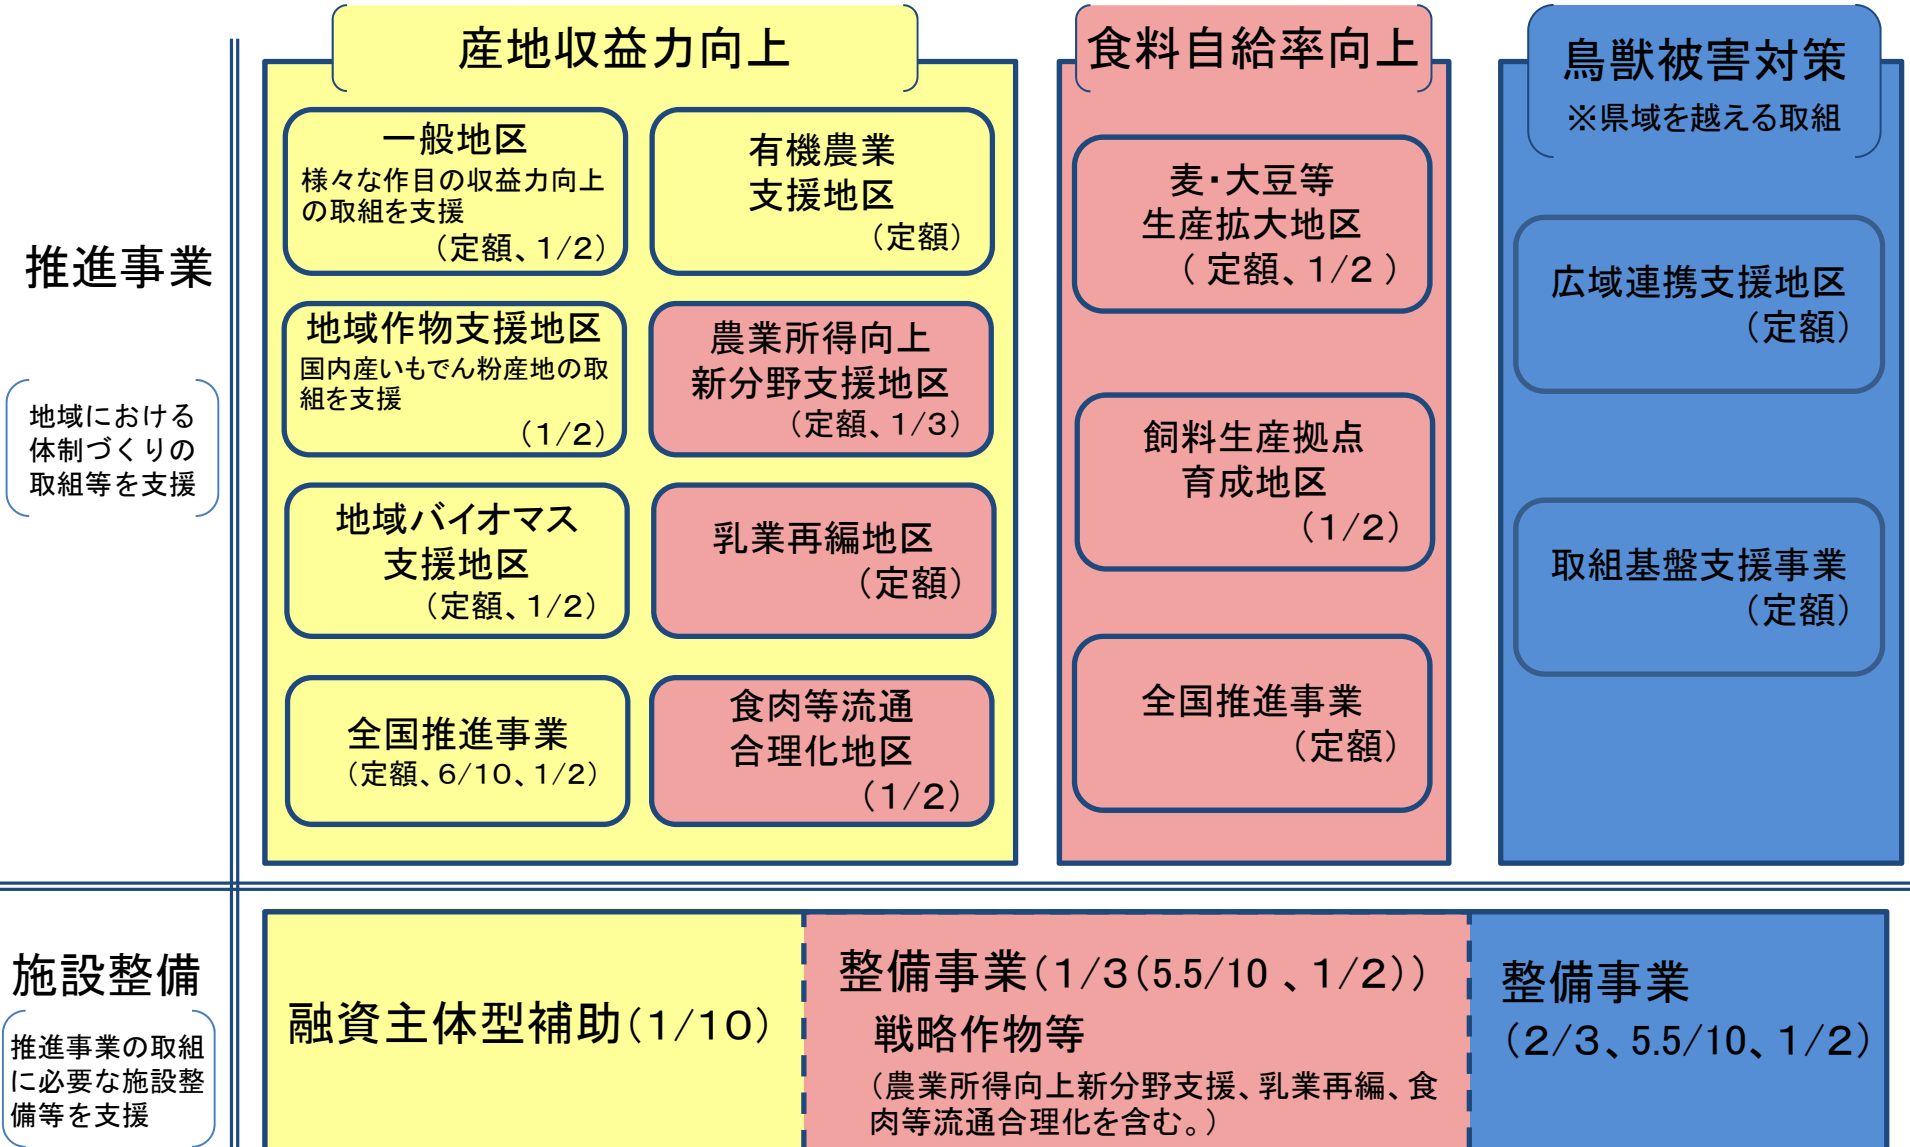 産地収益力向上
食料自給率向上
鳥獣被害対策
※県域を越える取組
推進事業
地域における
体制づくりの
取組等を支援
一般地区
様々な作目の収益力向上
の取組を支援
（定額、1/2）
有機農業
支援地区
（定額）
地域作物支援地区
国内産いもでん粉産地の取
組を支援
（1/2）
農業所得向上
新分野支援地区
（定額、1/3）
地域バイオマス
支援地区
（定額、1/2）
乳業再編地区
（定額）
全国推進事業
（定額、6/10、1/2）
食肉等流通
合理化地区
（1/2）
麦・大豆等
生産拡大地区
（ 定額、1/2 ）
飼料生産拠点
育成地区
（1/2）
全国推進事業
（定額）
広域連携支援地区
（定額）
取組基盤支援事業
（定額）
施設整備
推進事業の取組
に必要な施設整
備等を支援
融資主体型補助（1/10）
整備事業（1/3（5.5/10 、1/2））
戦略作物等
（農業所得向上新分野支援、乳業再編、食
肉等流通合理化を含む。）
整備事業
（2/3、5.5/10、1/2）